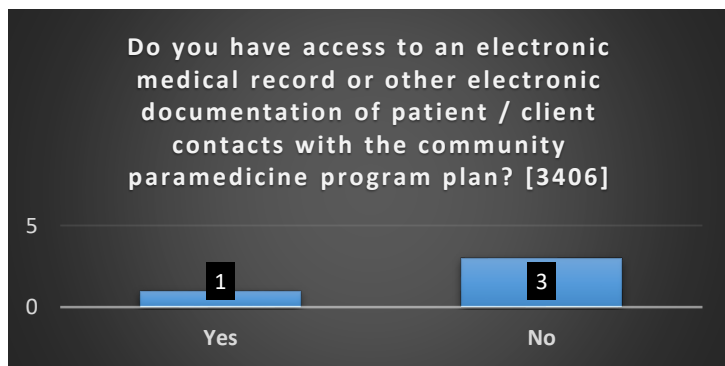 Do you have access to an electronic
medical record or other electronic
documentation of patient / client
contacts with the community
paramedicine program plan? [3406]
5
1
3
0
Yes
No